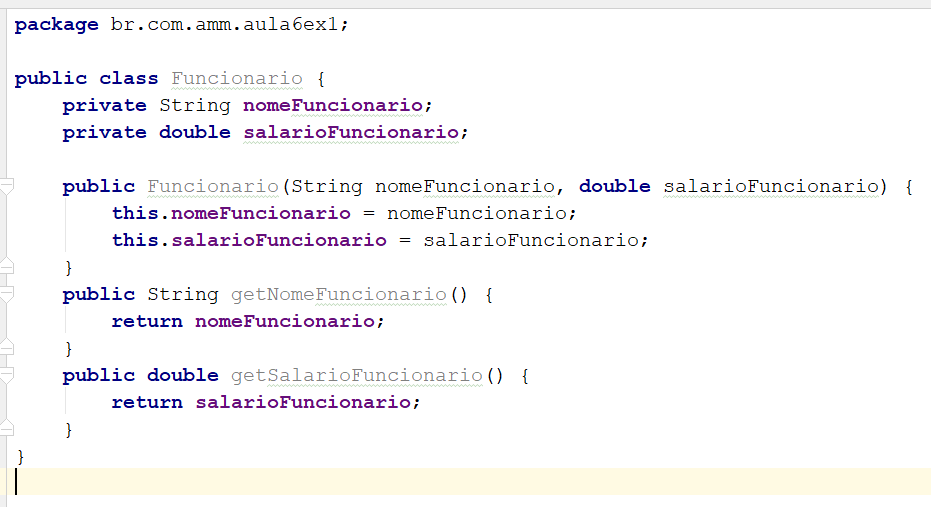 package br.com.amm.aula6ex1;
public class Funcionario {
private String nomeFuncionario;
private double salarioFuncionario;
public Funcionario(String nomeFuncionario, double salarioFuncionario) {
this.nomeFuncionario = nomeFuncionario;
this.salarioFuncionario = salarioFuncionario;
}
public String getNomeFuncionario() {
return nomeFuncionario;
}
public double getSalarioFuncionario() {
return salarioFuncionario;
}
}